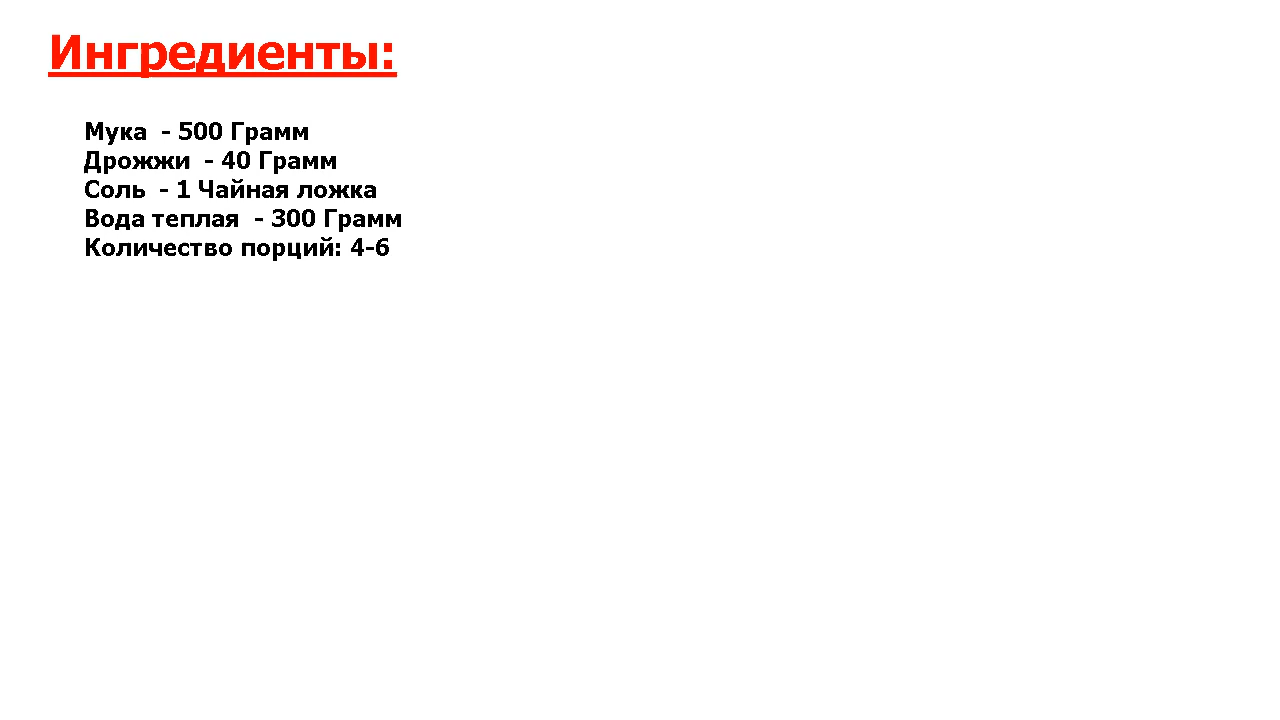 Ингредиенты:
Мука  - 500 Грамм
Дрожжи  - 40 Грамм
Соль  - 1 Чайная ложка
Вода теплая  - 300 Грамм
Количество порций: 4-6